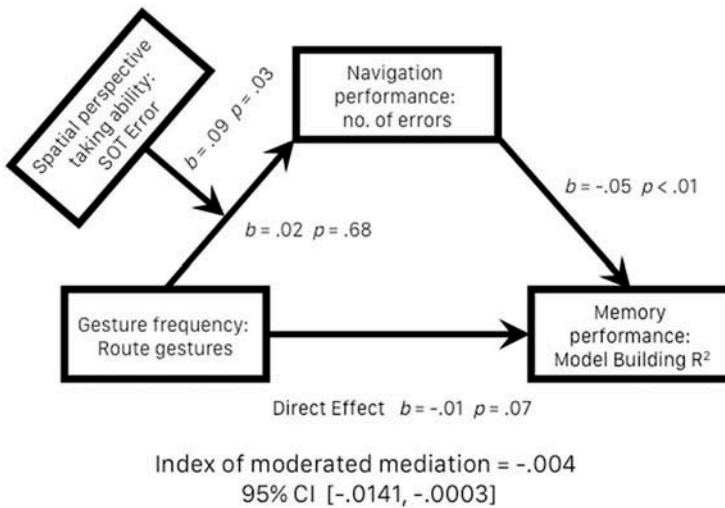 Spatial perspective
taking ability:
SOT Error
b = .09 p = .03
Navigation
performance:
no. of errors
b = .02 p = .68
b = -.05 p < .01
Gesture frequency:
Route gestures
Memory
performance:
Model Building R²
Direct Effect b = -.01 p = .07
Index of moderated mediation = -.004
95% CI [-.0141, -.0003]